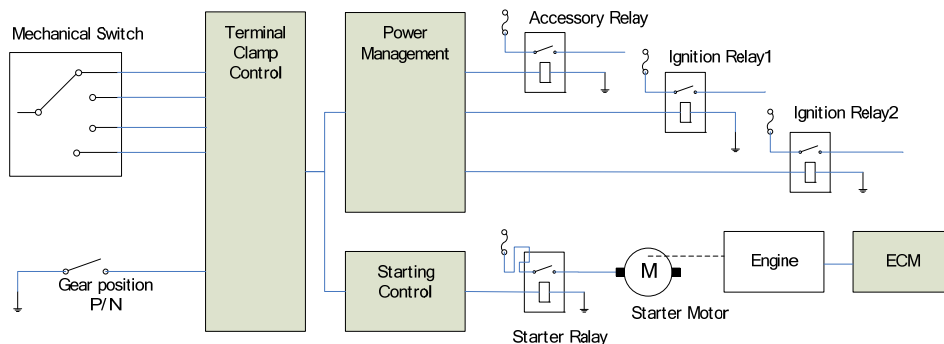 Mechanical Switch
Terminal
Clamp
Control
Power
Management
Accessory Relay
Ignition Relay1
Ignition Relay2
Gear position
P/N
Starting
Control
Starter Ralay
M
Starter Motor
Engine
ECM